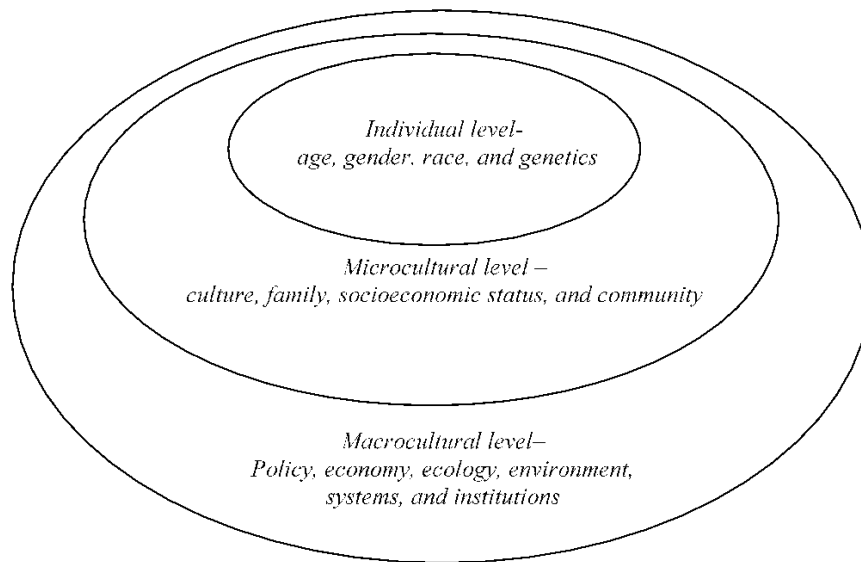 Individual level-
age, gender, race, and genetics
Microcultural level –
culture, family, socioeconomic status, and community
Macrocultural level–
Policy, economy, ecology, environment,
systems, and institutions